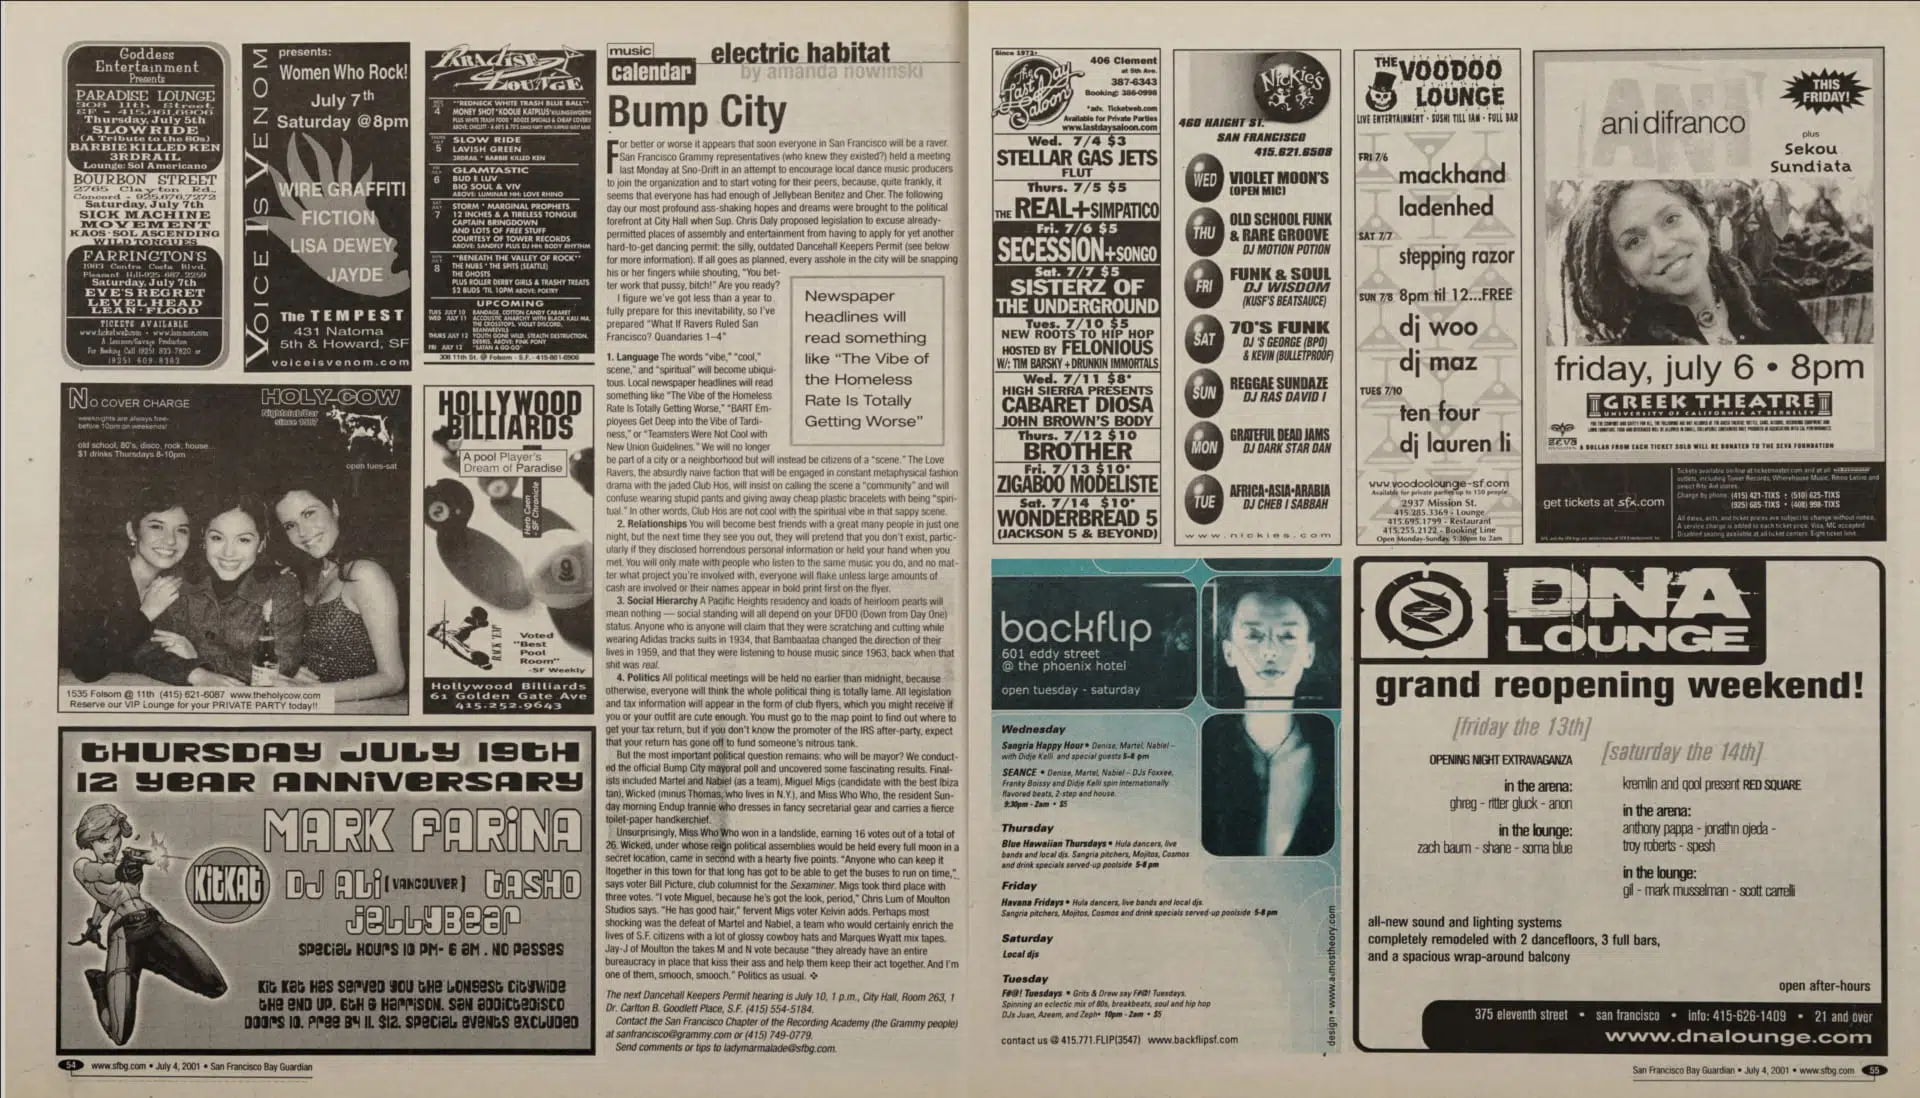 Goddess
Entertainment
Presents
PARADISE LOUNGE
308 11th Street,
SF - 415.861.6906
Thursday, July 5th
SLOWRIDE
(A Tribute to the 80s)
BARBIE KILLED KEN
3RDRAIL
Lounge: Sol Americano
BOURBON STREET
2765 Clayton Rd.,
Concord - 925.676.7272
Saturday, July 7th
SICK MACHINE
MOVEMENT
KAOS · SOL ASCENDING
WILD TONGUES
FARRINGTON'S
Saturday, July 7th
EVE'S REGRET
LEVEL HEAD
LEAN · FLOOD
TICKETS AVAILABLE
For Booking Call (925) 833-7820 or
(925) 609-8363
VOICE IS VENOM
presents:
Women Who Rock!
July 7th
Saturday @8pm
WIRE GRAFFITI
FICTION
LISA DEWEY
JAYDE
The TEMPEST
431 Natoma
5th & Howard, SF
voiceisvenom.com
PARADISE LOUNGE
4
"REDNECK WHITE TRASH BLUE BALL"
5
SLOW RIDE
LAVISH GREEN
3RDRAIL * BARBIE KILLED KEN
6
GLAMTASTIC
BUD E LUV
BIG SOUL & VIV
ABOVE: LUMINAR HH: LOVE RHINO
7
STORM * MARGINAL PROPHETS
12 INCHES & A TIRELESS TONGUE
CAPTAIN BRINGDOWN
AND LOTS OF FREE STUFF
COURTESY OF TOWER RECORDS
ABOVE: SANDFLY PLUS DJ HH: BODY RHYTHM
8
"BENEATH THE VALLEY OF ROCK"
THE NUBS * THE SPITS (SEATTLE)
THE GHOSTS
PLUS ROLLER DERBY GIRLS & TRASHY TREATS
$2 BUDS 'TIL 10PM ABOVE: POETRY
UPCOMING
308 11th St. @ Folsom - S.F. - 415-861-6906
NO COVER CHARGE
weeknights are always free-
before 10pm on weekends!
old school, 80's, disco, rock, house...
$1 drinks Thursdays 8-10pm
HOLY COW
Nightclub/Bar
since 1987
open tues-sat
1535 Folsom @ 11th (415) 621-6087 www.theholycow.com
Reserve our VIP Lounge for your PRIVATE PARTY today!!
HOLLYWOOD
BILLIARDS
A pool Player's
Dream of Paradise
Herb Caen
- SF Chronicle
9
RACK 'EM
Voted
"Best
Pool
Room"
-SF Weekly
Hollywood Billiards
61 Golden Gate Ave
415.252.9643
THURSDAY JULY 19TH
12 YEAR ANNIVERSARY
MARK FARINA
KITKAT
DJ ALI (VANCOUVER) TASHO
JELLYBEAR
SPECIAL HOURS 10 PM- 6 AM . NO PASSES
KIT KAT HAS SERVED YOU THE LONGEST CITYWIDE
THE END UP. 6TH & HARRISON. SAN ADDICTEDISCO
DOORS 10. FREE B4 11. $12. SPECIAL EVENTS EXCLUDED
music
calendar
electric habitat
by amanda nowinski
Bump City
For better or worse it appears that soon everyone in San Francisco will be a raver.
San Francisco Grammy representatives (who knew they existed?) held a meeting
last Monday at Sno-Drift in an attempt to encourage local dance music producers
to join the organization and to start voting for their peers, because, quite frankly, it
seems that everyone has had enough of Jellybean Benitez and Cher. The following
day our most profound ass-shaking hopes and dreams were brought to the political
forefront at City Hall when Sup. Chris Daly proposed legislation to excuse already-
permitted places of assembly and entertainment from having to apply for yet another
hard-to-get dancing permit: the silly, outdated Dancehall Keepers Permit (see below
for more information). If all goes as planned, every asshole in the city will be snapping
his or her fingers while shouting, "You bet-
ter work that pussy, bitch!" Are you ready?
I figure we've got less than a year to
fully prepare for this inevitability, so I've
prepared "What If Ravers Ruled San
Francisco? Quandaries 1–4"
1. Language The words "vibe," "cool,"
scene," and "spiritual" will become ubiqui-
tous. Local newspaper headlines will read
something like "The Vibe of the Homeless
Rate Is Totally Getting Worse," "BART Em-
ployees Get Deep into the Vibe of Tardi-
ness," or "Teamsters Were Not Cool with
New Union Guidelines." We will no longer
be part of a city or a neighborhood but will instead be citizens of a "scene." The Love
Ravers, the absurdly naive faction that will be engaged in constant metaphysical fashion
drama with the jaded Club Hos, will insist on calling the scene a "community" and will
confuse wearing stupid pants and giving away cheap plastic bracelets with being "spiri-
tual." In other words, Club Hos are not cool with the spiritual vibe in that sappy scene.
2. Relationships You will become best friends with a great many people in just one
night, but the next time they see you out, they will pretend that you don't exist, partic-
ularly if they disclosed horrendous personal information or held your hand when you
met. You will only mate with people who listen to the same music you do, and no mat-
ter what project you're involved with, everyone will flake unless large amounts of
cash are involved or their names appear in bold print first on the flyer.
3. Social Hierarchy A Pacific Heights residency and loads of heirloom pearls will
mean nothing — social standing will all depend on your DFDO (Down from Day One)
status. Anyone who is anyone will claim that they were scratching and cutting while
wearing Adidas tracks suits in 1934, that Bambaataa changed the direction of their
lives in 1959, and that they were listening to house music since 1963, back when that
shit was real.
4. Politics All political meetings will be held no earlier than midnight, because
otherwise, everyone will think the whole political thing is totally lame. All legislation
and tax information will appear in the form of club flyers, which you might receive if
you or your outfit are cute enough. You must go to the map point to find out where to
get your tax return, but if you don't know the promoter of the IRS after-party, expect
that your return has gone off to fund someone's nitrous tank.
But the most important political question remains: who will be mayor? We conduct-
ed the official Bump City mayoral poll and uncovered some fascinating results. Final-
ists included Martel and Nabiel (as a team), Miguel Migs (candidate with the best Ibiza
tan), Wicked (minus Thomas, who lives in N.Y.), and Miss Who Who, the resident Sun-
day morning Endup trannie who dresses in fancy secretarial gear and carries a fierce
toilet-paper handkerchief.
Unsurprisingly, Miss Who Who won in a landslide, earning 16 votes out of a total of
26. Wicked, under whose reign political assemblies would be held every full moon in a
secret location, came in second with a hearty five points. "Anyone who can keep it
together in this town for that long has got to be able to get the buses to run on time,"
says voter Bill Picture, club columnist for the Sexaminer. Migs took third place with
three votes. "I vote Miguel, because he's got the look, period," Chris Lum of Moulton
Studios says. "He has good hair," fervent Migs voter Kelvin adds. Perhaps most
shocking was the defeat of Martel and Nabiel, a team who would certainly enrich the
lives of S.F. citizens with a lot of glossy cowboy hats and Marques Wyatt mix tapes.
Jay-J of Moulton the takes M and N vote because "they already have an entire
bureaucracy in place that kiss their ass and help them keep their act together. And I'm
one of them, smooch, smooch." Politics as usual. ❖
The next Dancehall Keepers Permit hearing is July 10, 1 p.m., City Hall, Room 263, 1
Dr. Carlton B. Goodlett Place, S.F. (415) 554-5184.
Contact the San Francisco Chapter of the Recording Academy (the Grammy people)
at sanfrancisco@grammy.com or (415) 749-0779.
Send comments or tips to ladymarmalade@sfbg.com.
Newspaper
headlines will
read something
like "The Vibe of
the Homeless
Rate Is Totally
Getting Worse"
54 www.sfbg.com • July 4, 2001 • San Francisco Bay Guardian
Since 1973!
The Last Day Saloon
406 Clement
at 5th Ave.
387-6343
Booking: 386-0998
*adv. Ticketweb.com
Available for Private Parties
www.lastdaysaloon.com
Wed. 7/4 $3
STELLAR GAS JETS
FLUT
Thurs. 7/5 $5
THE REAL+SIMPATICO
Fri. 7/6 $5
SECESSION+SONGO
Sat. 7/7 $5
SISTERZ OF
THE UNDERGROUND
Tues. 7/10 $5
NEW ROOTS TO HIP HOP
HOSTED BY FELONIOUS
W/: TIM BARSKY + DRUNKIN IMMORTALS
Wed. 7/11 $8*
HIGH SIERRA PRESENTS
CABARET DIOSA
JOHN BROWN'S BODY
Thurs. 7/12 $10
BROTHER
Fri. 7/13 $10*
ZIGABOO MODELISTE
Sat. 7/14 $10*
WONDERBREAD 5
(JACKSON 5 & BEYOND)
Nickie's
460 HAIGHT ST.
SAN FRANCISCO
415.621.6508
WED
VIOLET MOON'S
(OPEN MIC)
THU
OLD SCHOOL FUNK
& RARE GROOVE
DJ MOTION POTION
FRI
FUNK & SOUL
DJ WISDOM
(KUSF'S BEATSAUCE)
SAT
70'S FUNK
DJ 'S GEORGE (BPO)
& KEVIN (BULLETPROOF)
SUN
REGGAE SUNDAZE
DJ RAS DAVID I
MON
GRATEFUL DEAD JAMS
DJ DARK STAR DAN
TUE
AFRICA·ASIA·ARABIA
DJ CHEB I SABBAH
www.nickies.com
THE VOODOO
LOUNGE
LIVE ENTERTAINMENT · SUSHI TILL 1AM · FULL BAR
FRI 7/6
mackhand
ladenhed
SAT 7/7
stepping razor
SUN 7/8 8pm til 12...FREE
dj woo
dj maz
TUES 7/10
ten four
dj lauren li
www.voodoolounge-sf.com
Available for private parties up to 150 people
2937 Mission St.
415.285.3369 - Lounge
415.695.1799 - Restaurant
415.255.2122 - Booking Line
Open Monday-Sunday, 5:30pm to 2am
ANI
ani difranco
THIS
FRIDAY!
plus
Sekou
Sundiata
friday, july 6 • 8pm
GREEK THEATRE
UNIVERSITY OF CALIFORNIA AT BERKELEY
SEVA
A DOLLAR FROM EACH TICKET SOLD WILL BE DONATED TO THE SEVA FOUNDATION
get tickets at sfx.com
Charge by phone (415) 421-TIXS • (510) 625-TIXS
(925) 685-TIXS • (408) 998-TIXS
backflip
601 eddy street
@ the phoenix hotel
open tuesday - saturday
Wednesday
Sangria Happy Hour • Denise, Martel, Nabiel –
with Didje Kelli and special guests 5–8 pm
SEANCE • Denise, Martel, Nabiel – DJs Foxxee,
Franky Boissy and Didje Kelli spin internationally
flavored beats, 2-step and house.
9:30pm - 2am • $5
Thursday
Blue Hawaiian Thursdays • Hula dancers, live
bands and local djs. Sangria pitchers, Mojitos, Cosmos
and drink specials served-up poolside 5-8 pm
Friday
Havana Fridays • Hula dancers, live bands and local djs.
Sangria pitchers, Mojitos, Cosmos and drink specials served-up poolside 5-8 pm
Saturday
Local djs
Tuesday
F#@! Tuesdays • Grits & Drew say F#@! Tuesdays.
Spinning an eclectic mix of 80s, breakbeats, soul and hip hop
DJs Juan, Azeem, and Zeph• 10pm - 2am • $5
contact us @ 415.771.FLIP(3547) www.backflipsf.com
design • www.a-mostheory.com
DNA
LOUNGE
grand reopening weekend!
[friday the 13th]
OPENING NIGHT EXTRAVAGANZA
in the arena:
ghreg - ritter gluck - anon
in the lounge:
zach baum - shane - soma blue
[saturday the 14th]
kremlin and qool present RED SQUARE
in the arena:
anthony pappa - jonathn ojeda -
troy roberts - spesh
in the lounge:
gil - mark musselman - scott carrelli
all-new sound and lighting systems
completely remodeled with 2 dancefloors, 3 full bars,
and a spacious wrap-around balcony
open after-hours
375 eleventh street • san francisco • info: 415-626-1409 • 21 and over
www.dnalounge.com
San Francisco Bay Guardian • July 4, 2001 • www.sfbg.com 55